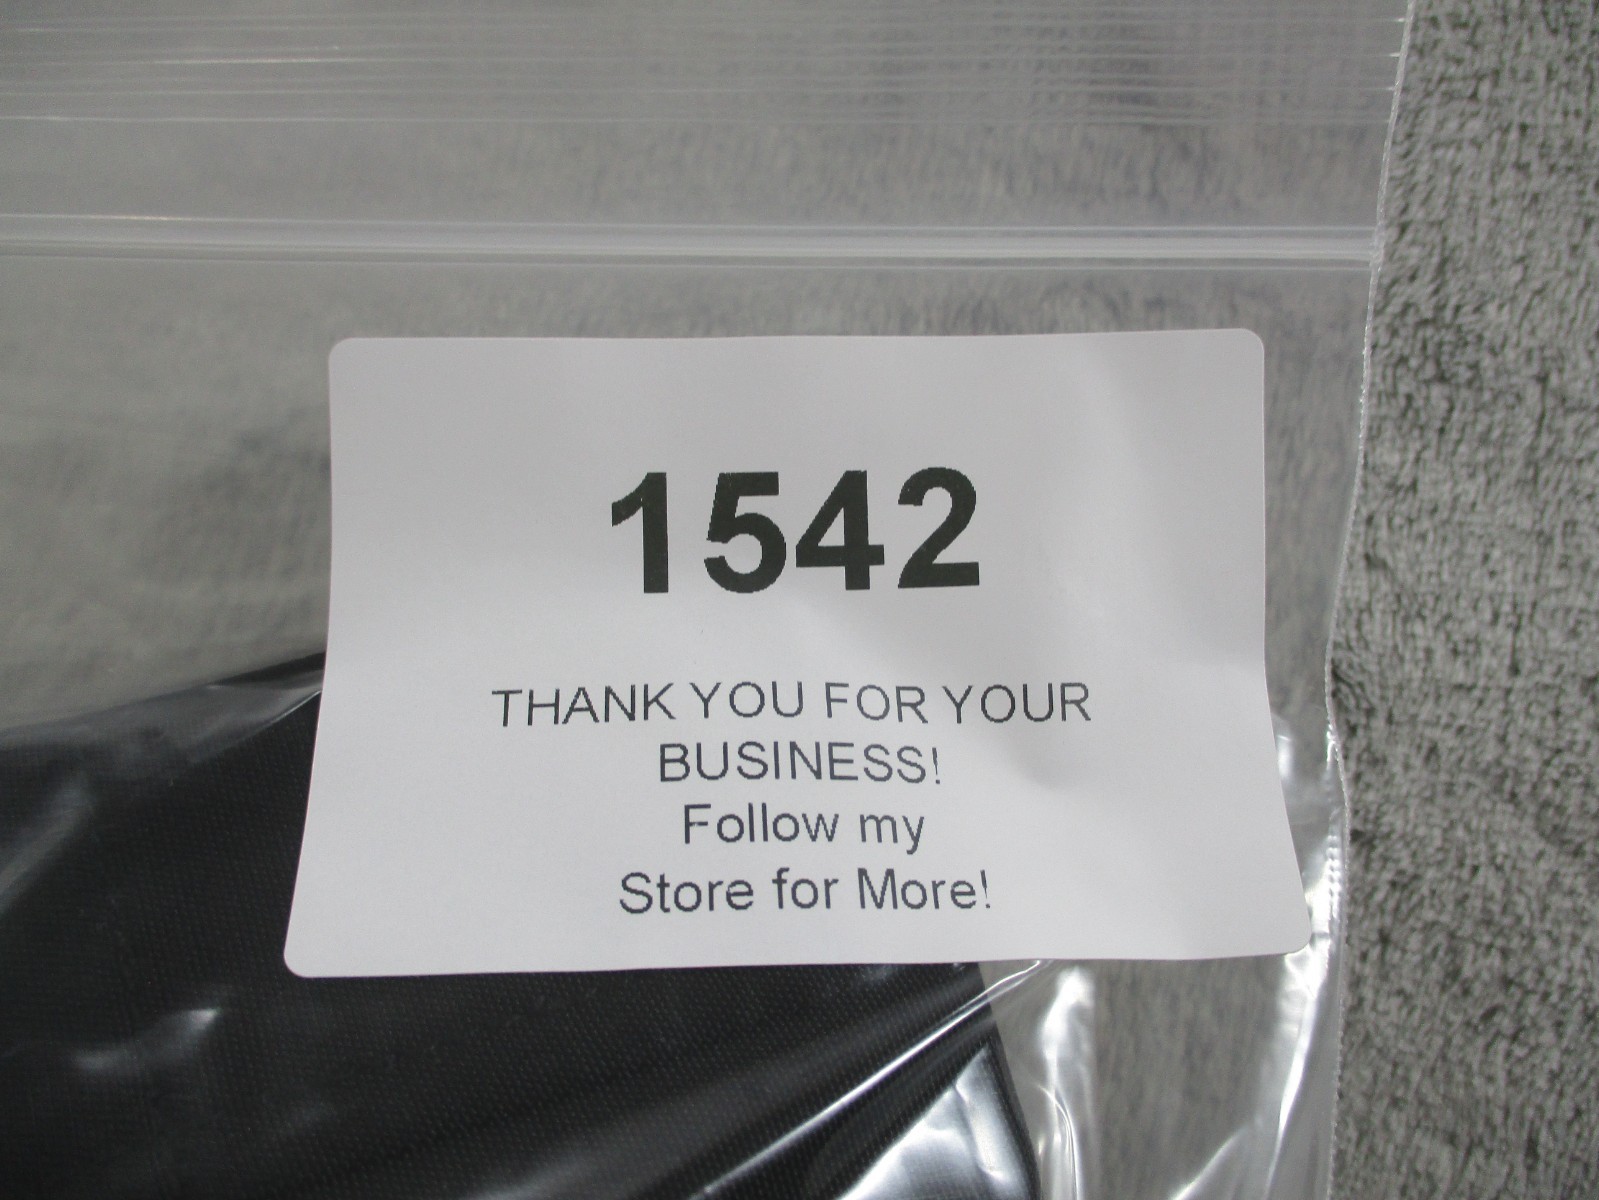 1542
THANK YOU FOR YOUR
BUSINESS!
Follow my
Store for More!